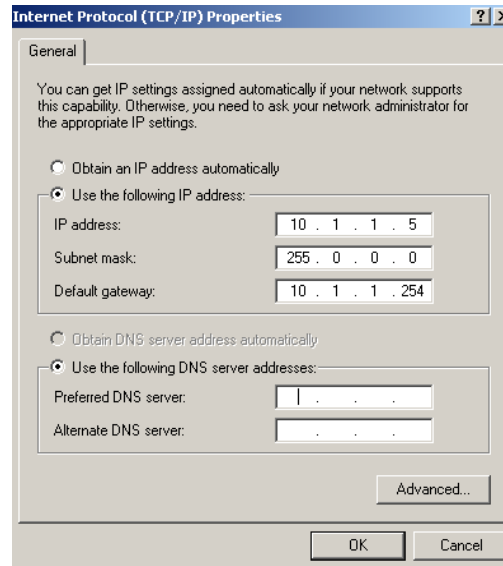 Internet Protocol (TCP/IP) Properties
General
You can get IP settings assigned automatically if your network supports
this capability. Otherwise, you need to ask your network administrator for
the appropriate IP settings.
Obtain an IP address automatically
Use the following IP address:
IP address: 10 . 1 . 1 . 5
Subnet mask: 255 . 0 . 0 . 0
Default gateway: 10 . 1 . 1 . 254
Obtain DNS server address automatically
Use the following DNS server addresses:
Preferred DNS server: . . .
Alternate DNS server: . . .
Advanced...
OK Cancel